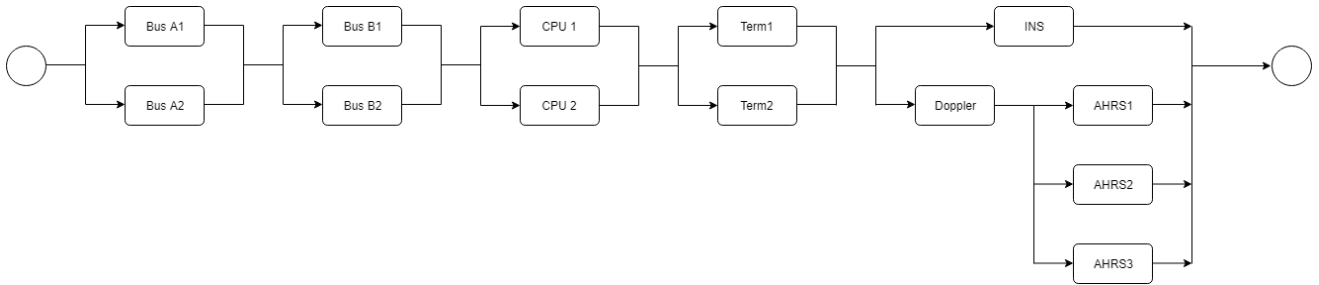 Bus A1
Bus B1
CPU 1
Term1
INS
Bus A2
Bus B2
CPU 2
Term2
Doppler
AHRS1
AHRS2
AHRS3